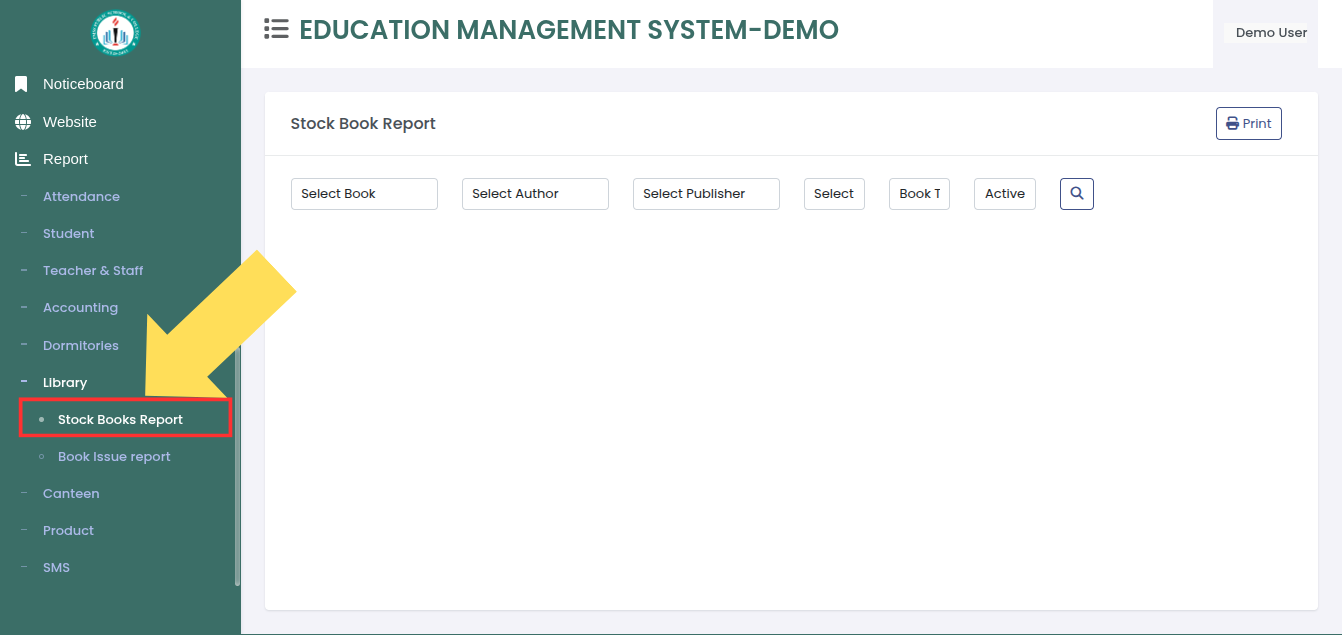 EDUCATION MANAGEMENT SYSTEM-DEMO
Demo User
Noticeboard
Website
Report
Attendance
Student
Teacher & Staff
Accounting
Dormitories
Library
Stock Books Report
Book Issue report
Canteen
Product
SMS
Stock Book Report
Print
Select Book
Select Author
Select Publisher
Select
Book T
Active